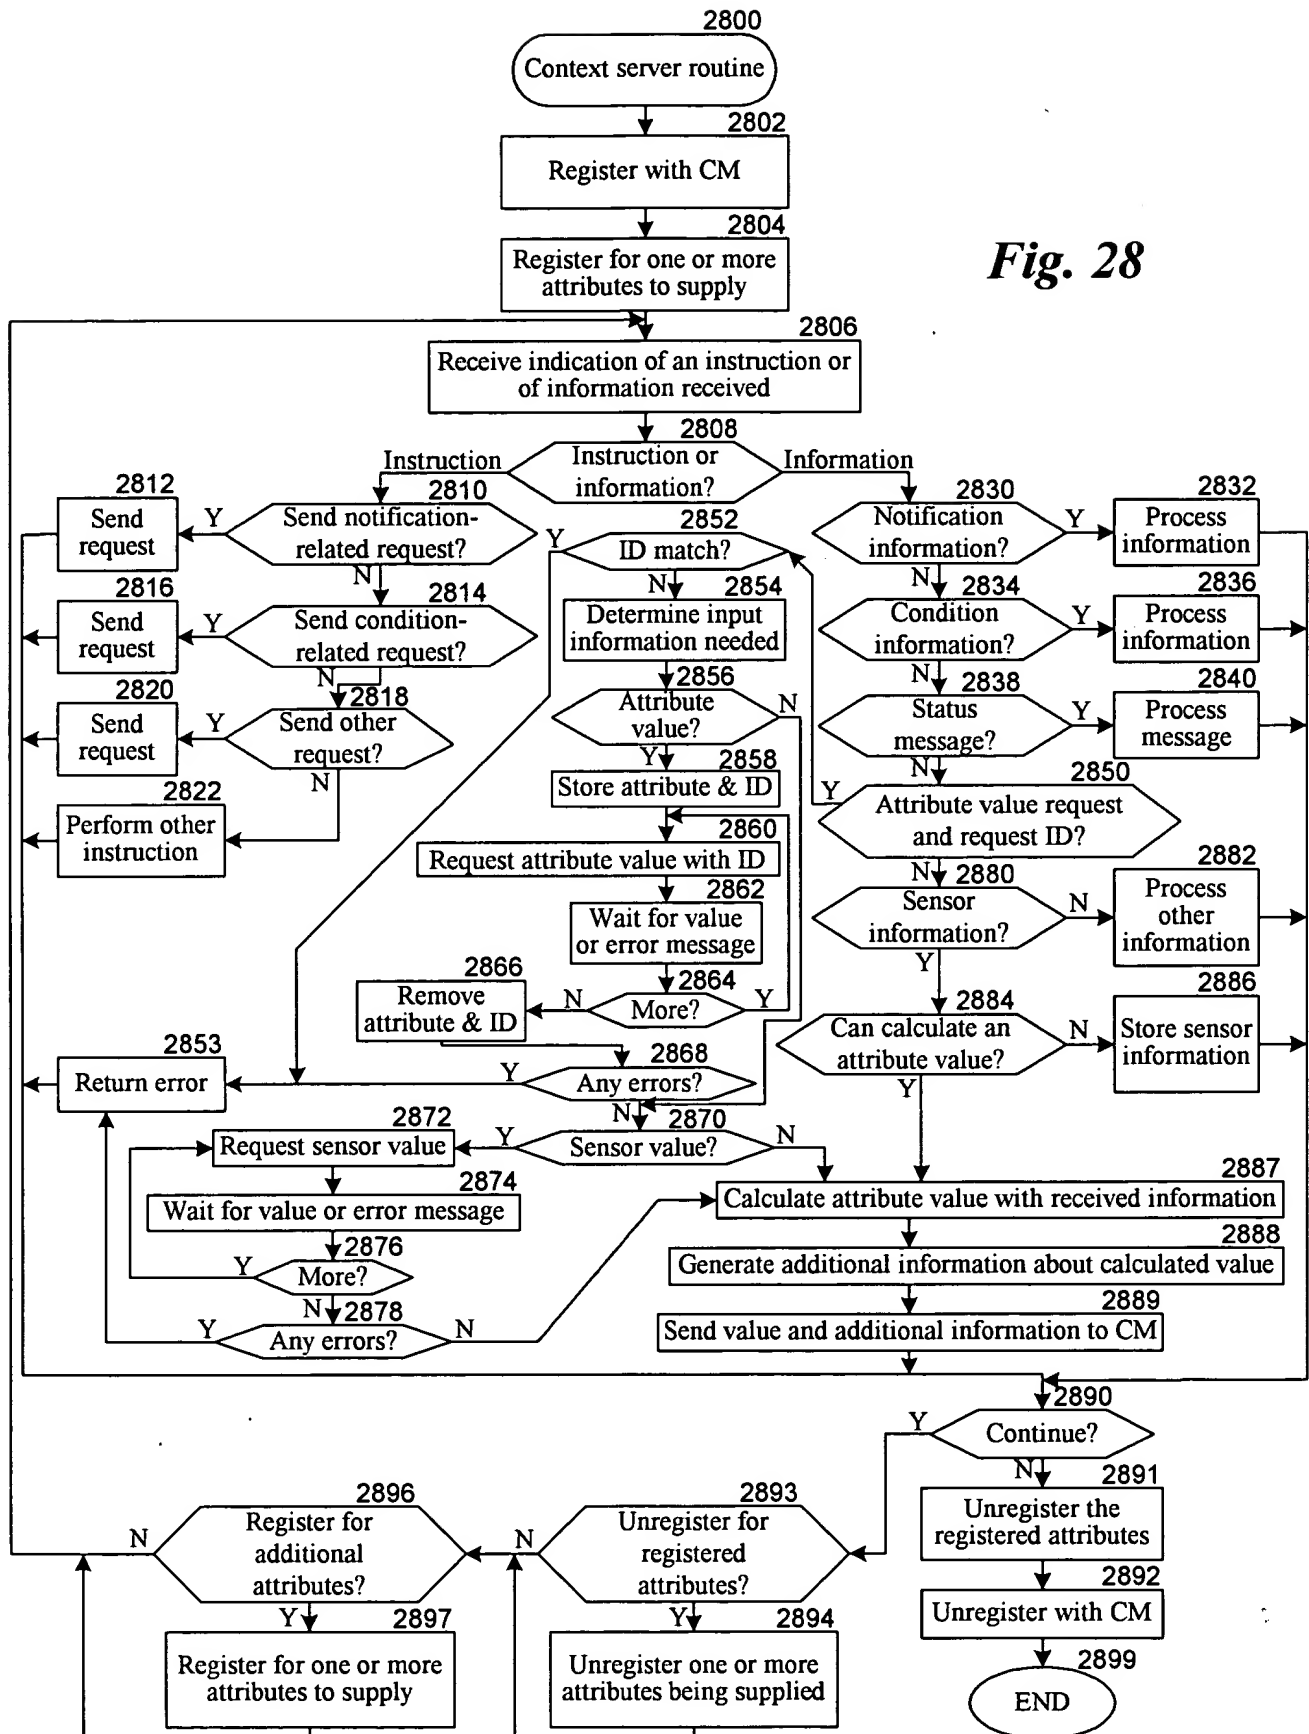 2800
Context server routine
2802
Register with CM
2804
Register for one or more
attributes to supply
Fig. 28
2806
Receive indication of an instruction or
of information received
2808
Instruction or
information?
Instruction
Information
2810
Send notification-
related request?
Y
N
2812
Send
request
2814
Send condition-
related request?
Y
N
2816
Send
request
2818
Send other
request?
Y
N
2820
Send
request
2822
Perform other
instruction
2830
Notification
information?
Y
N
2832
Process
information
2834
Condition
information?
Y
N
2836
Process
information
2838
Status
message?
Y
N
2840
Process
message
2850
Attribute value request
and request ID?
Y
N
2852
ID match?
Y
N
2854
Determine input
information needed
2856
Attribute
value?
N
Y
2858
Store attribute & ID
2860
Request attribute value with ID
2862
Wait for value
or error message
2864
More?
N
Y
2866
Remove
attribute & ID
2868
Any errors?
Y
N
2853
Return error
2870
Sensor value?
Y
N
2872
Request sensor value
2874
Wait for value or error message
2876
More?
Y
N
2878
Any errors?
Y
N
2880
Sensor
information?
N
Y
2882
Process
other
information
2884
Can calculate an
attribute value?
N
Y
2886
Store sensor
information
2887
Calculate attribute value with received information
2888
Generate additional information about calculated value
2889
Send value and additional information to CM
2890
Continue?
Y
N
2891
Unregister the
registered attributes
2892
Unregister with CM
2899
END
2893
Unregister for
registered
attributes?
N
Y
2894
Unregister one or more
attributes being supplied
2896
Register for
additional
attributes?
N
Y
2897
Register for one or more
attributes to supply